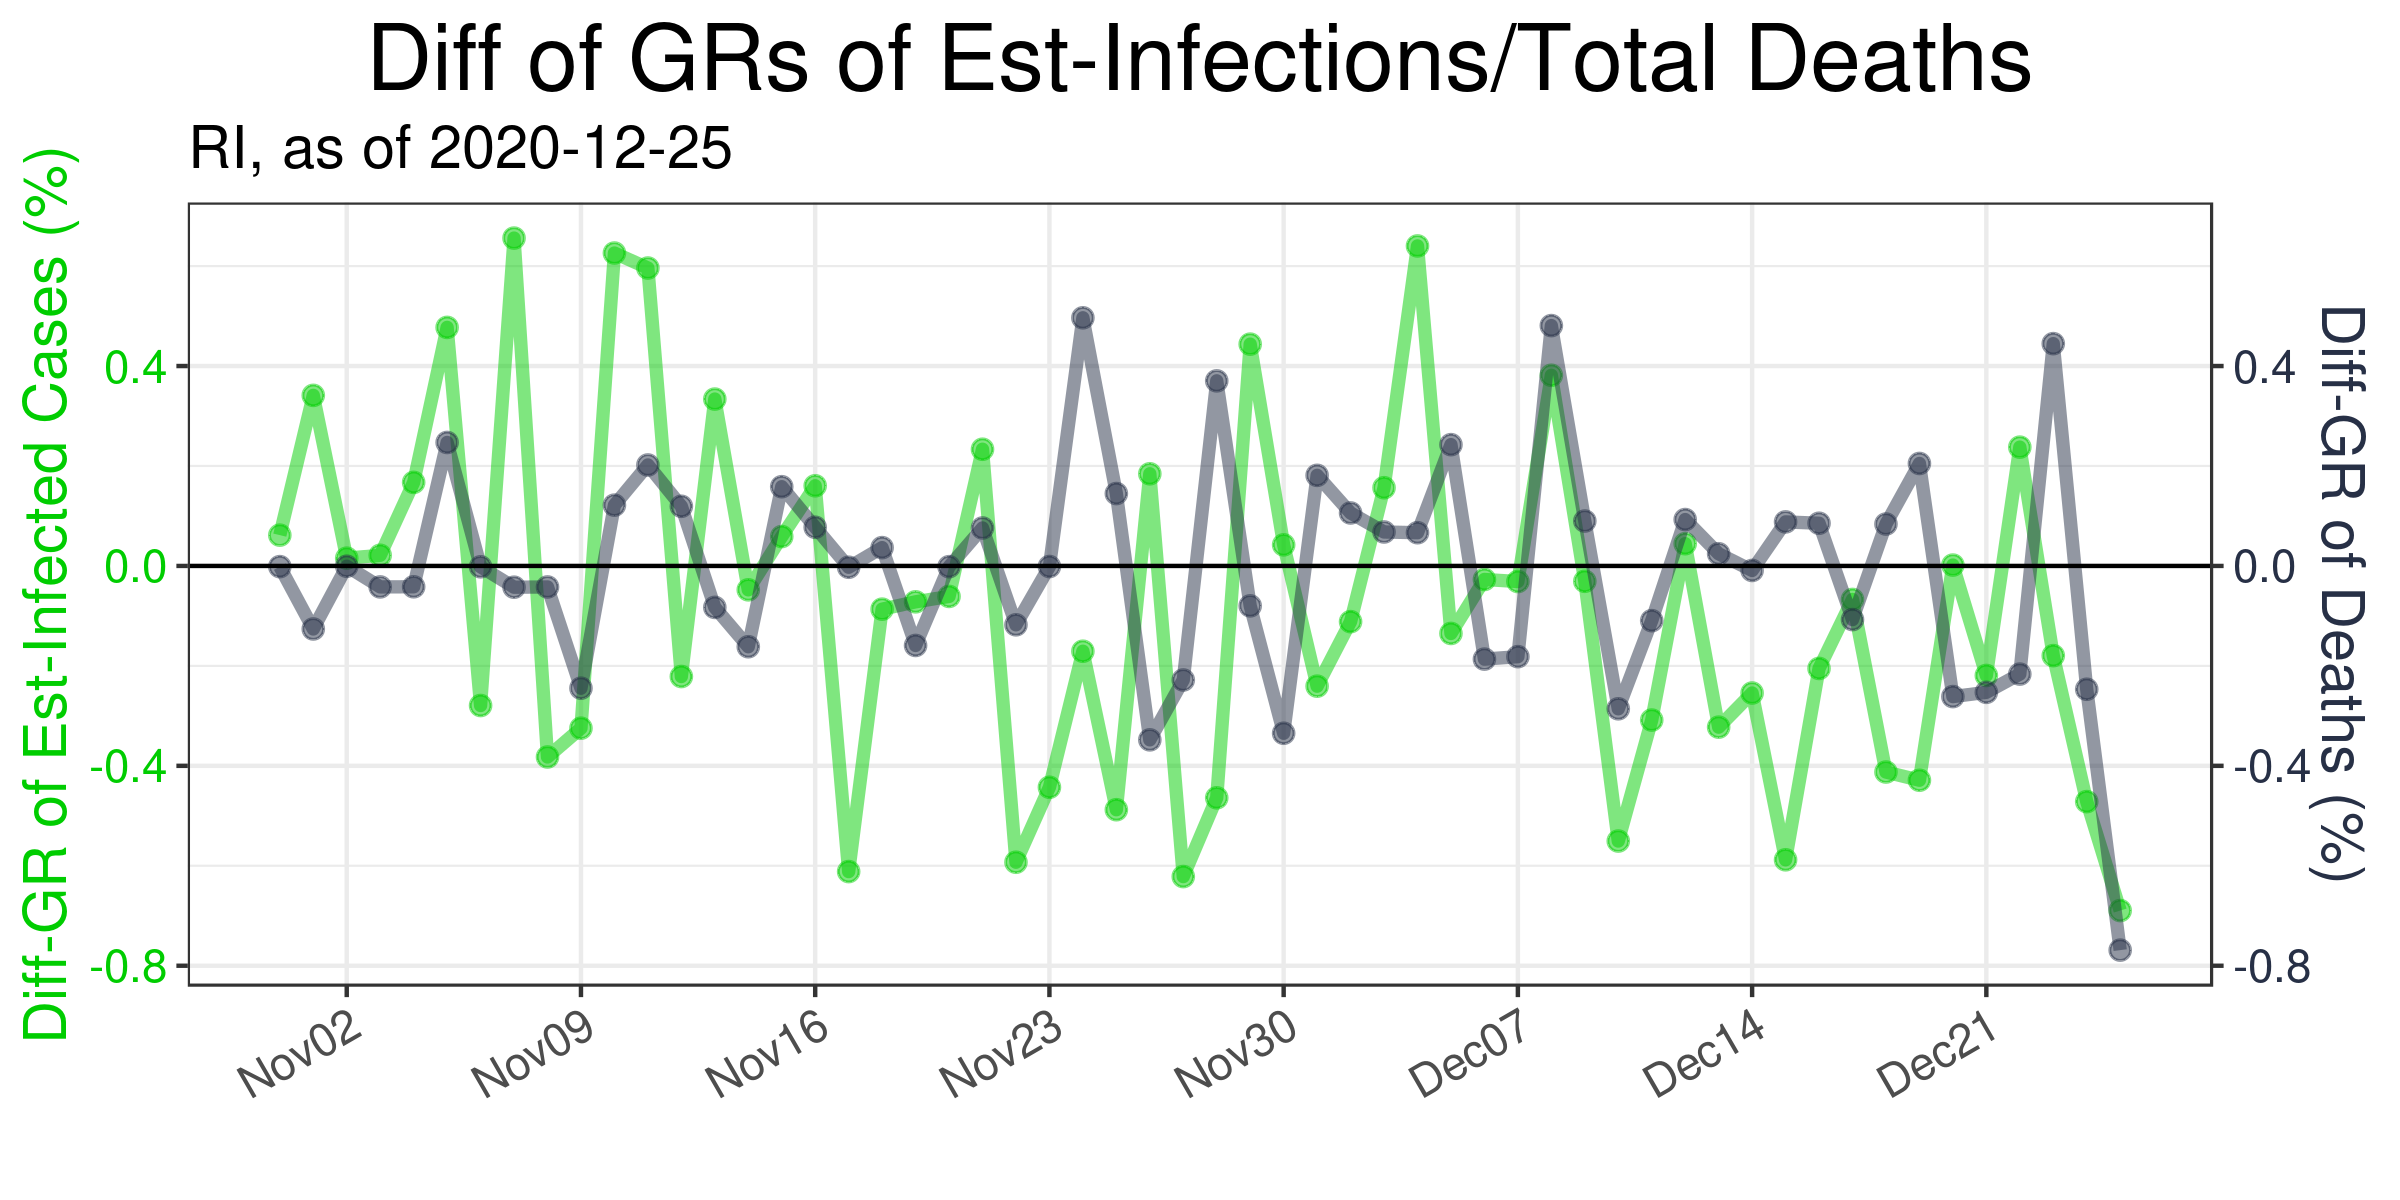 Diff of GRs of Est-Infections/Total Deaths
RI, as of 2020-12-25
Diff-GR of Est-Infected Cases (%)
0.4
0.0
-0.4
-0.8
0.4
0.0
-0.4
-0.8
Diff-GR of Deaths (%)
Nov02
Nov09
Nov16
Nov23
Nov30
Dec07
Dec14
Dec21